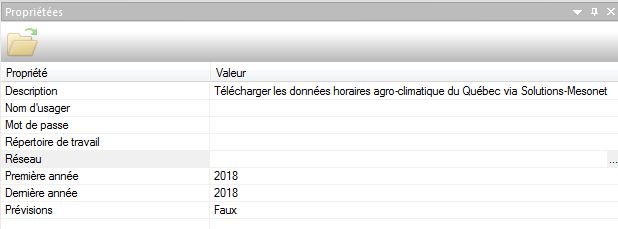 Propriétées
Propriété Valeur
Description Télécharger les données horaires agro-climatique du Québec via Solutions-Mesonet
Nom d'usager
Mot de passe
Répertoire de travail
Réseau ...
Première année 2018
Dernière année 2018
Prévisions Faux